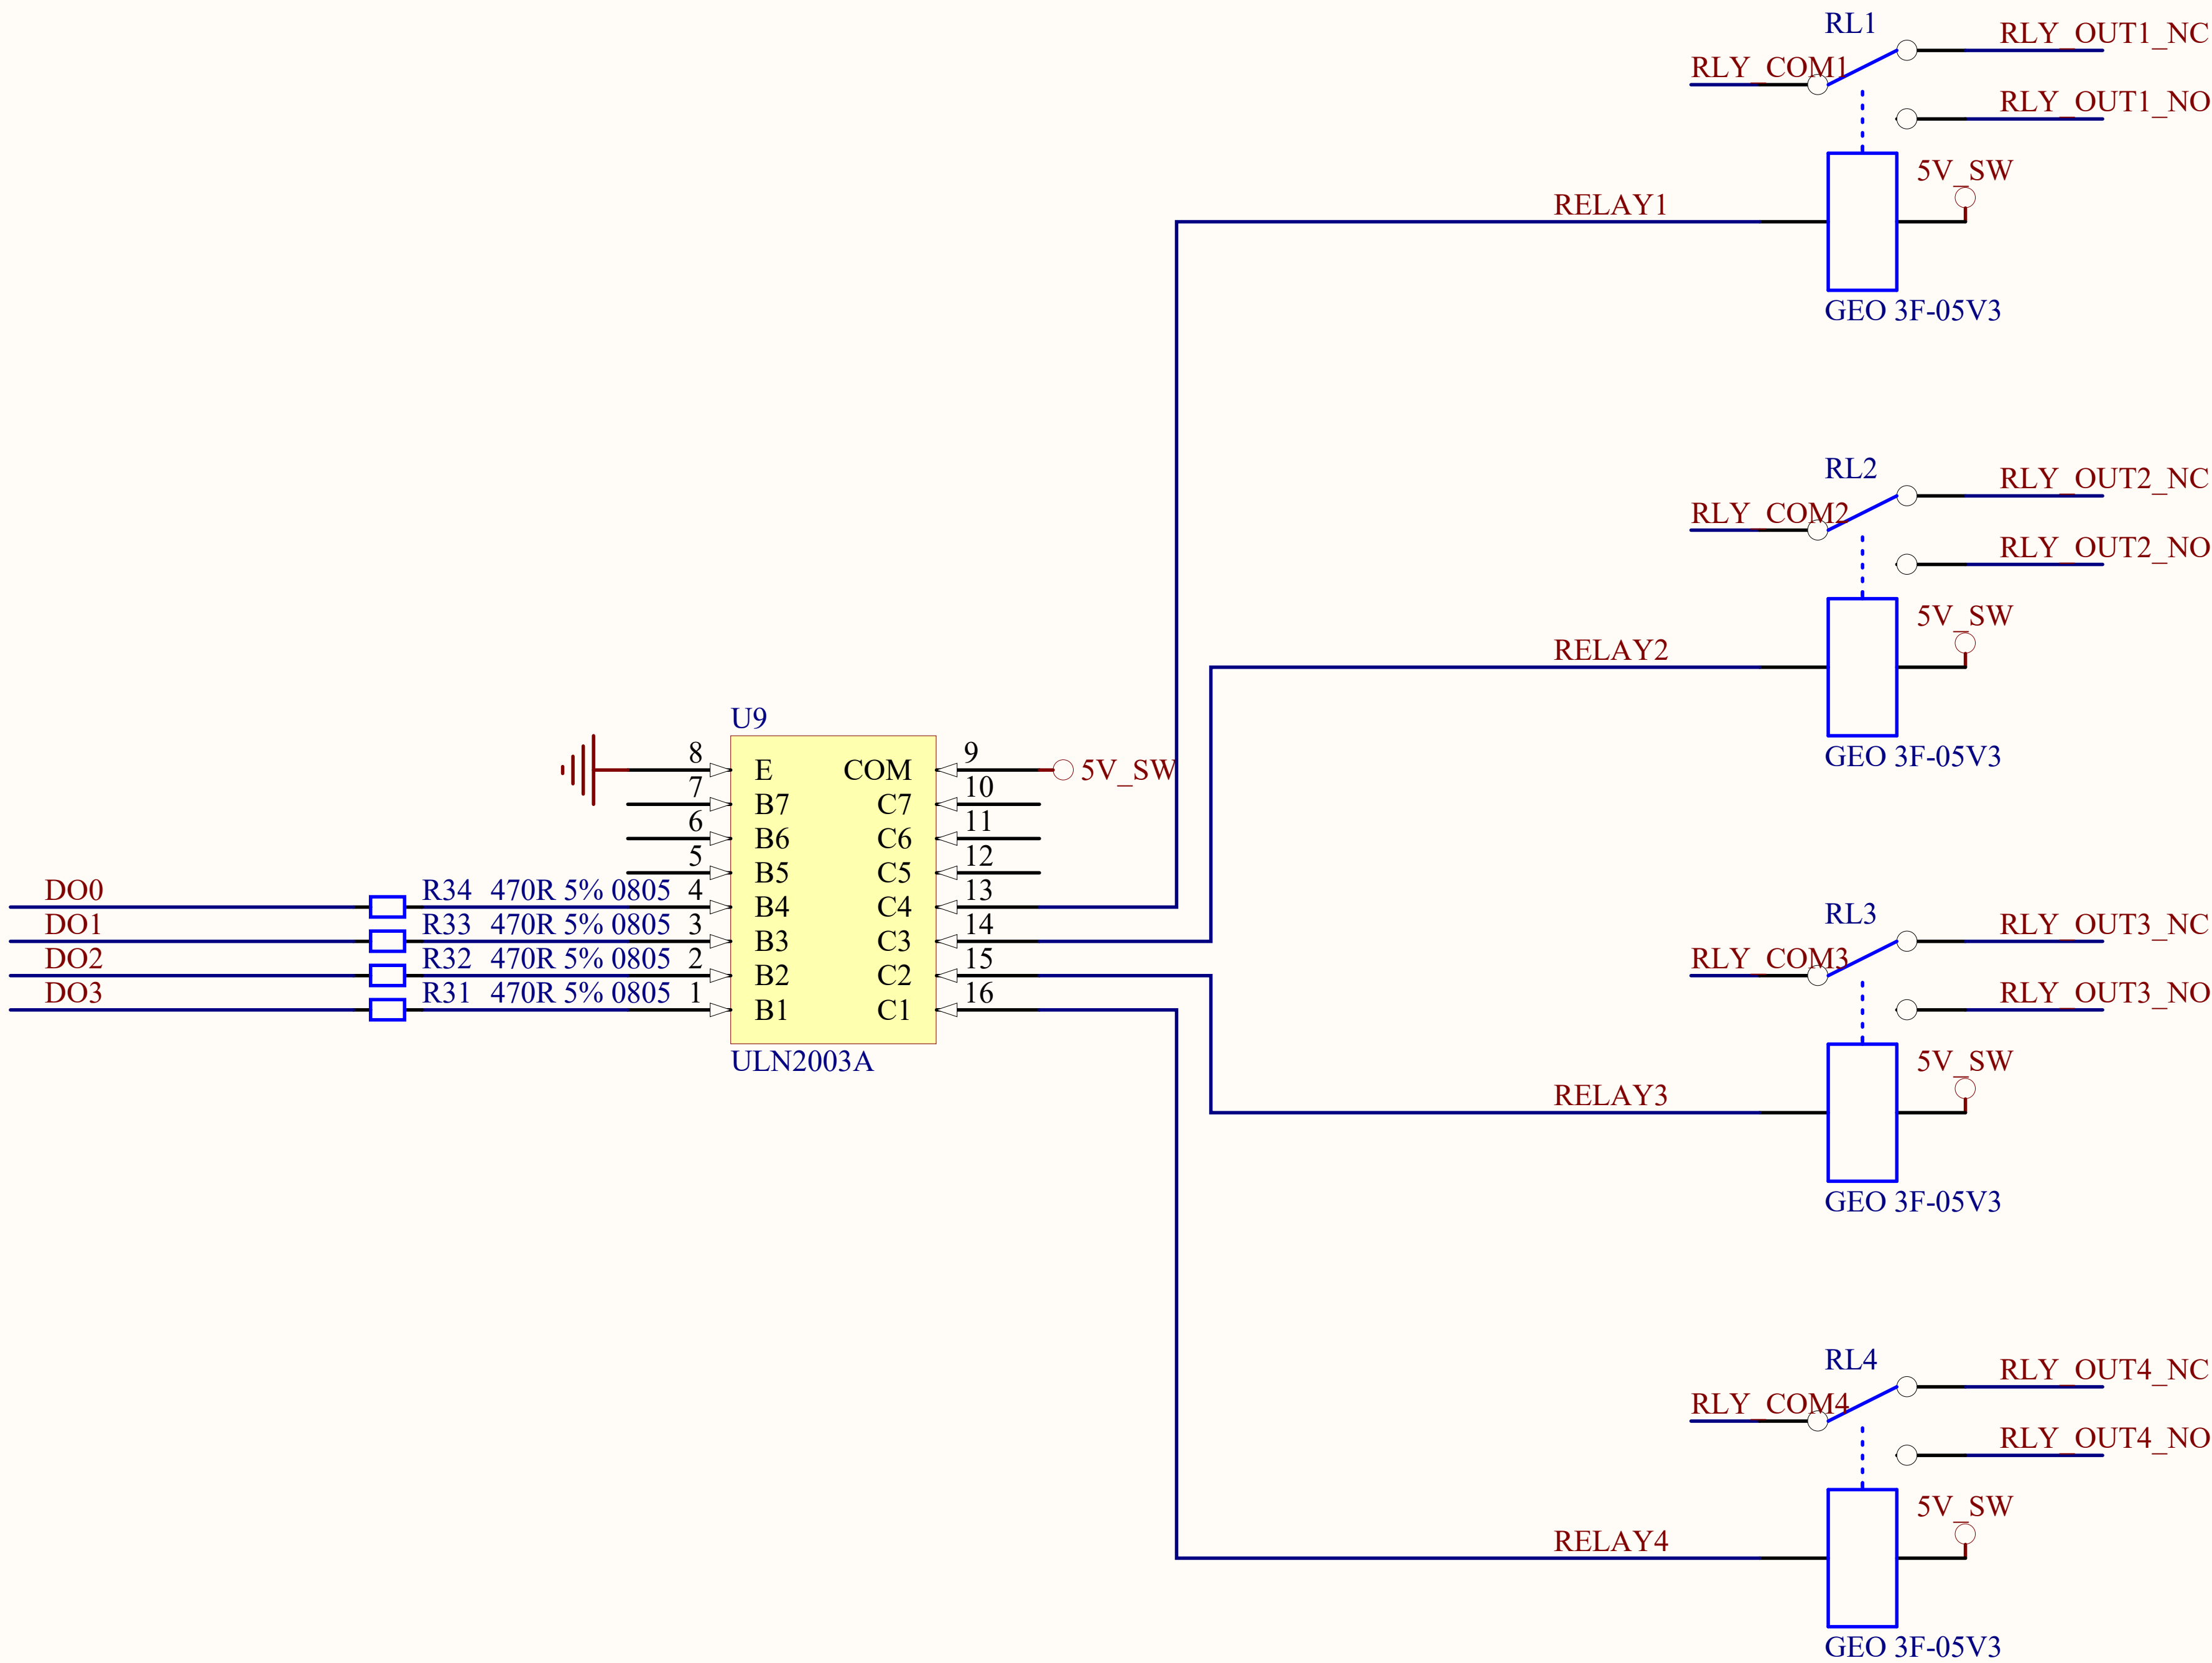 RL1
RLY_OUT1_NC
RLY_COM1
RLY_OUT1_NO
5V_SW
RELAY1
GEO 3F-05V3
RL2
RLY_OUT2_NC
RLY_COM2
RLY_OUT2_NO
5V_SW
RELAY2
GEO 3F-05V3
U9
8 E COM 9 5V_SW
7 B7 C7 10
6 B6 C6 11
5 B5 C5 12
DO0 R34 470R 5% 0805 4 B4 C4 13
DO1 R33 470R 5% 0805 3 B3 C3 14
DO2 R32 470R 5% 0805 2 B2 C2 15
DO3 R31 470R 5% 0805 1 B1 C1 16
ULN2003A
RL3
RLY_OUT3_NC
RLY_COM3
RLY_OUT3_NO
5V_SW
RELAY3
GEO 3F-05V3
RL4
RLY_OUT4_NC
RLY_COM4
RLY_OUT4_NO
5V_SW
RELAY4
GEO 3F-05V3